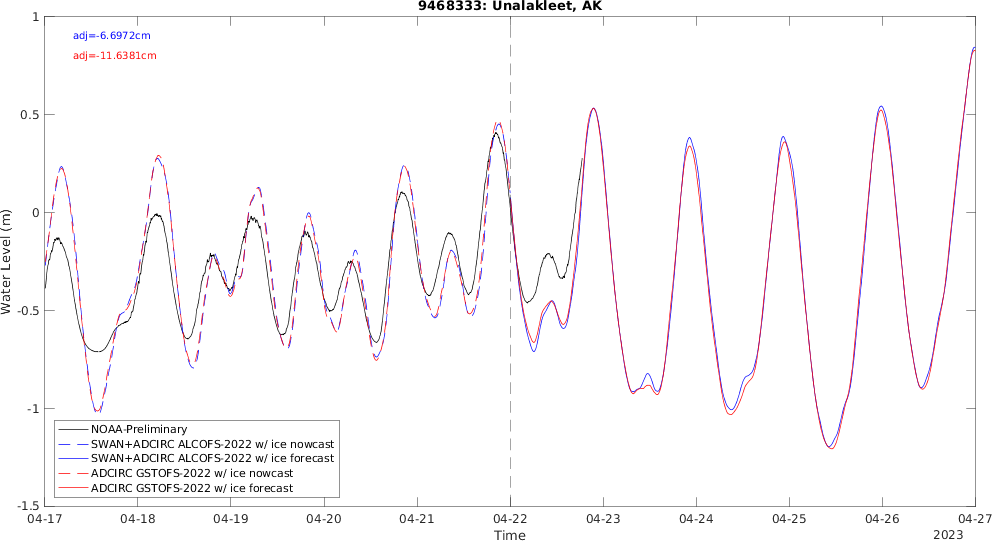 9468333: Unalakleet, AK
adj=-6.6972cm
adj=-11.6381cm
1
0.5
0
-0.5
-1
-1.5
Water Level (m)
NOAA-Preliminary
SWAN+ADCIRC ALCOFS-2022 w/ ice nowcast
SWAN+ADCIRC ALCOFS-2022 w/ ice forecast
ADCIRC GSTOFS-2022 w/ ice nowcast
ADCIRC GSTOFS-2022 w/ ice forecast
04-17 04-18 04-19 04-20 04-21 04-22 04-23 04-24 04-25 04-26 04-27
Time
2023